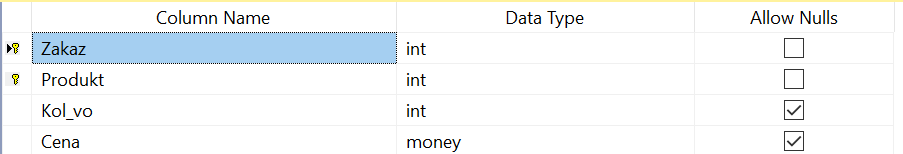 Column Name Data Type Allow Nulls
Zakaz int
Produkt int
Kol_vo int
Cena money